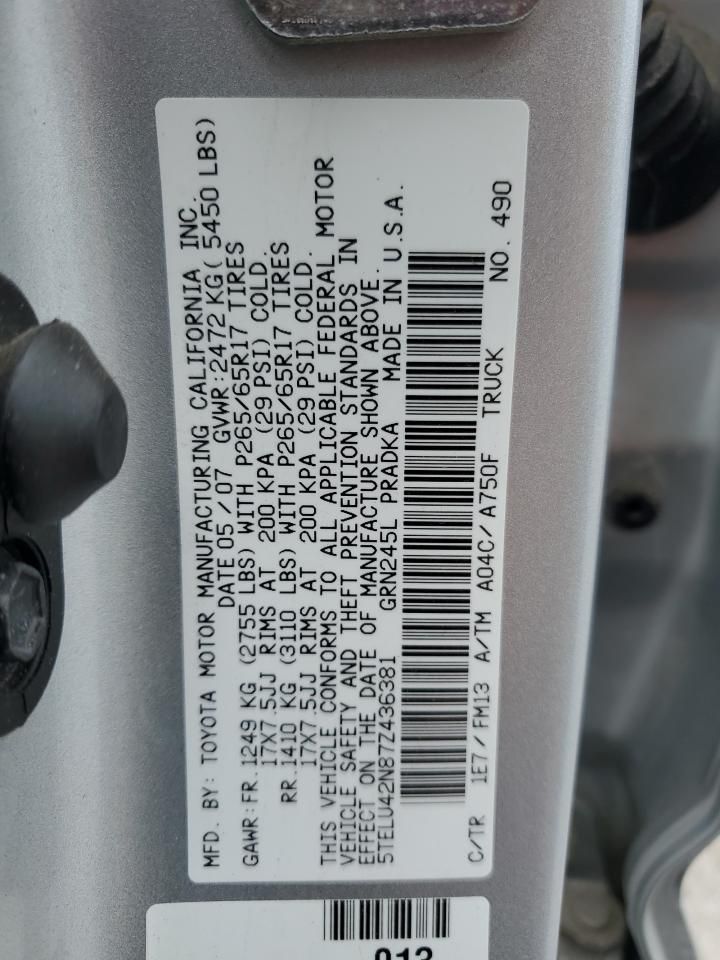 MFD. BY: TOYOTA MOTOR MANUFACTURING CALIFORNIA INC.
DATE 05/07 GVWR: 2472 KG ( 5450 LBS)
GAWR: FR. 1249 KG (2755 LBS) WITH P265/65R17 TIRES
17X7.5JJ RIMS AT 200 KPA (29 PSI) COLD.
RR. 1410 KG (3110 LBS) WITH P265/65R17 TIRES
17X7.5JJ RIMS AT 200 KPA (29 PSI) COLD.
THIS VEHICLE CONFORMS TO ALL APPLICABLE FEDERAL MOTOR
VEHICLE SAFETY AND THEFT PREVENTION STANDARDS IN
EFFECT ON THE DATE OF MANUFACTURE SHOWN ABOVE.
5TELU42N87Z436381 GRN245L PRADKA MADE IN U.S.A.
C/TR 1E7/FM13 A/TM A04C/A750F TRUCK NO. 490